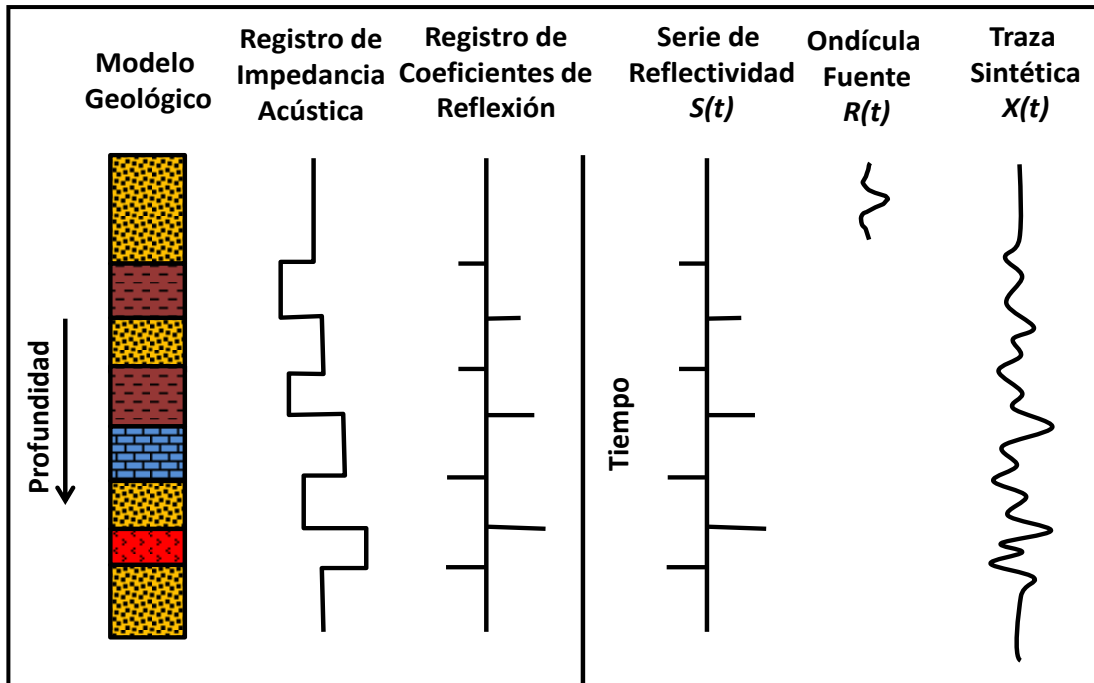 Modelo
Geológico
Registro de
Impedancia
Acústica
Registro de
Coeficientes de
Reflexión
Serie de
Reflectividad
S(t)
Ondícula
Fuente
R(t)
Traza
Sintética
X(t)
Profundidad
Tiempo